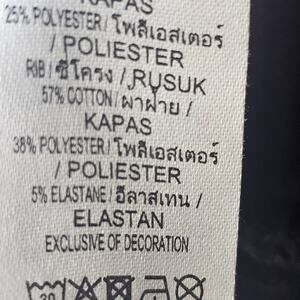 KAPAS
25% POLYESTER / โพลีเอสเตอร์
/ POLIESTER
RIB / ซี่โครง / RUSUK
57% COTTON / ผ้าฝ้าย /
KAPAS
38% POLYESTER / โพลีเอสเตอร์
/ POLIESTER
5% ELASTANE / อีลาสเทน /
ELASTAN
EXCLUSIVE OF DECORATION
30